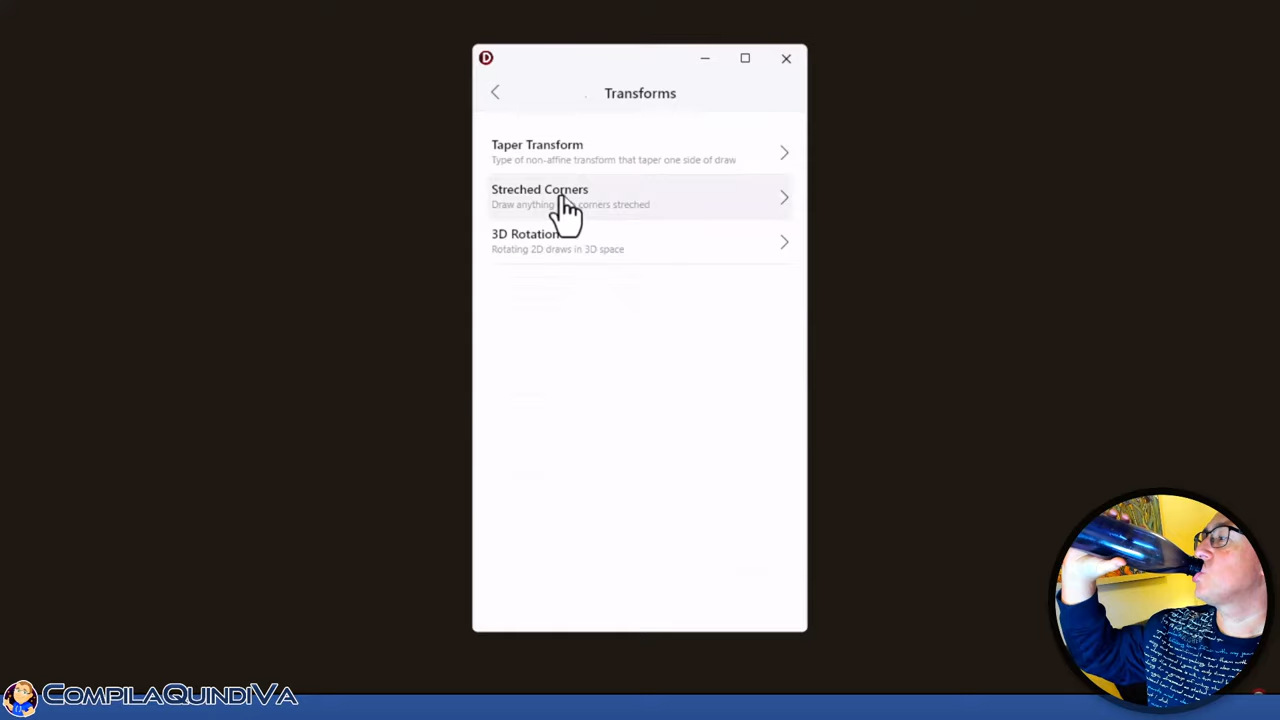 Transforms
Taper Transform
Type of non-affine transform that taper one side of draw
Streched Corners
Draw anything corners streched
3D Rotation
Rotating 2D draws in 3D space
CompilaQuindiVa